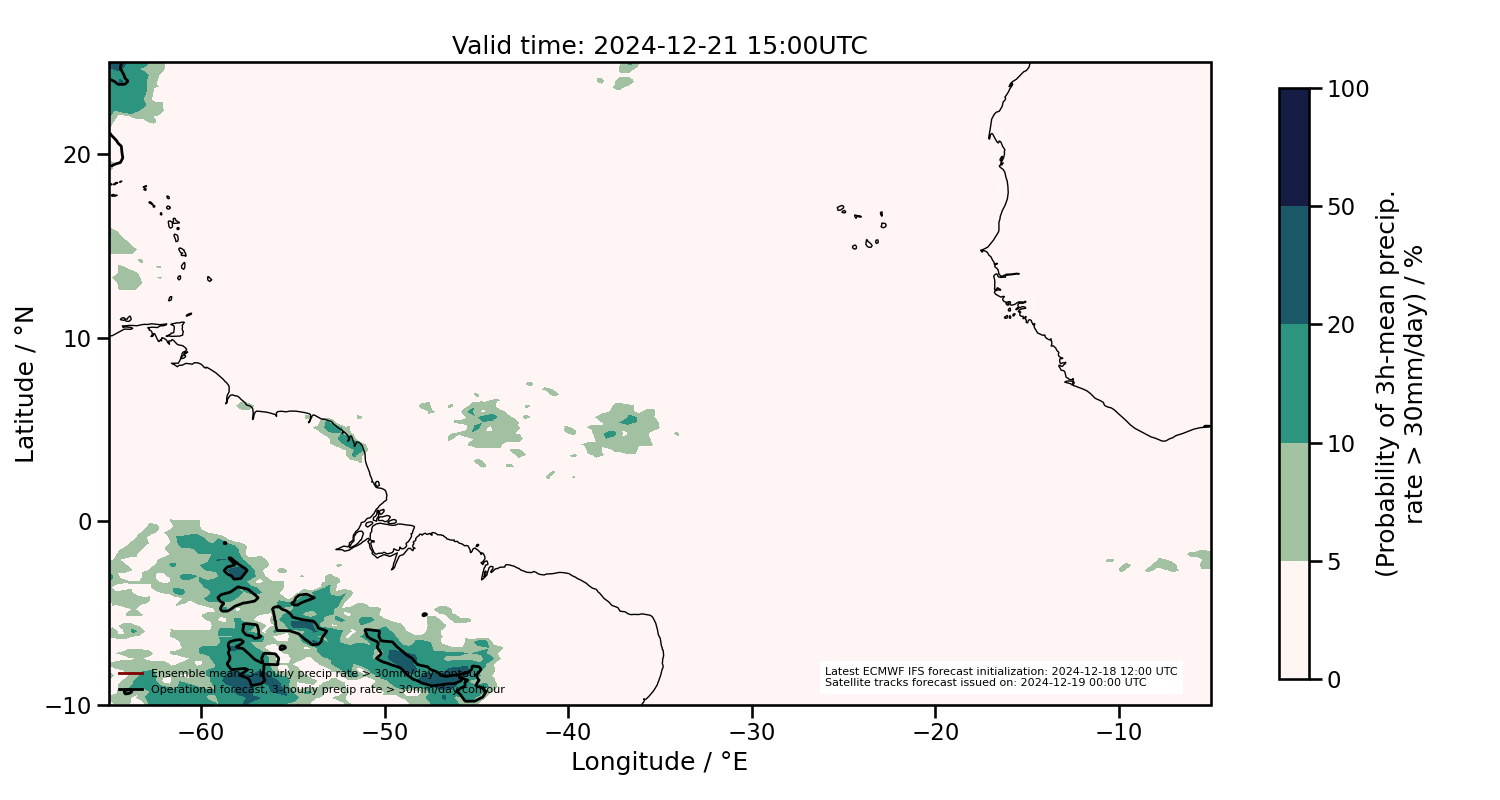 Valid time: 2024-12-21 15:00UTC
20
10
0
−10
Latitude / °N
−60
−50
−40
−30
−20
−10
Longitude / °E
Ensemble mean, 3-hourly precip rate > 30mm/day contour
Operational forecast, 3-hourly precip rate > 30mm/day contour
Latest ECMWF IFS forecast initialization: 2024-12-18 12:00 UTC
Satellite tracks forecast issued on: 2024-12-19 00:00 UTC
100
50
20
10
5
0
(Probability of 3h-mean precip.
rate > 30mm/day) / %